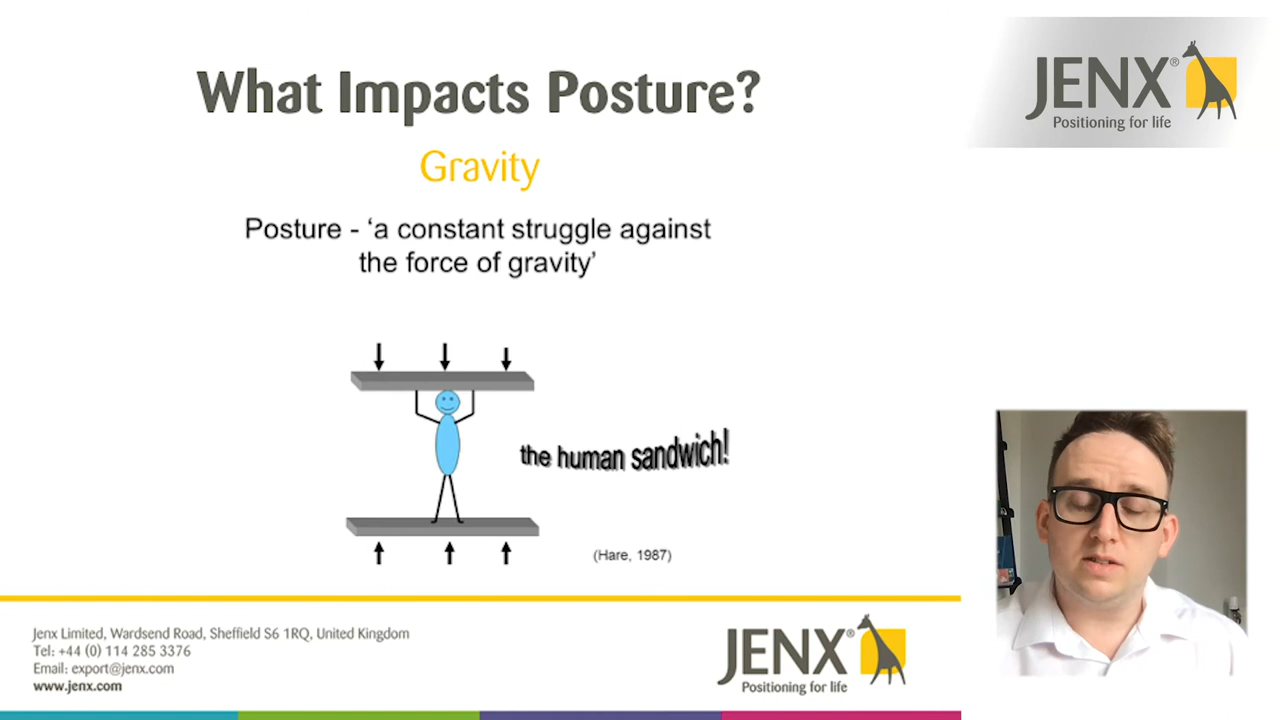 What Impacts Posture?
JENX®
Positioning for life
Gravity
Posture - ‘a constant struggle against
the force of gravity’
the human sandwich!
(Hare, 1987)
Jenx Limited, Wardsend Road, Sheffield S6 1RQ, United Kingdom
Tel: +44 (0) 114 285 3376
Email: export@jenx.com
www.jenx.com
JENX®
Positioning for life